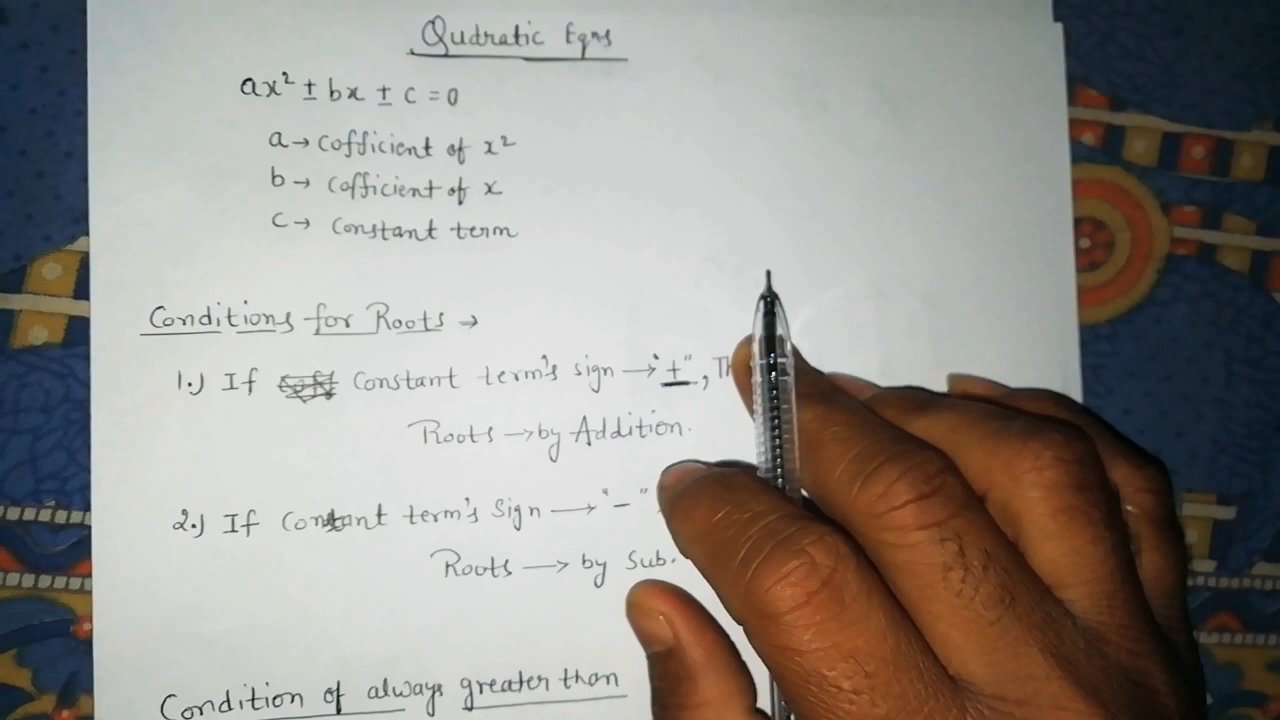 Qudratic Eqns
ax² ± bx ± c = 0
a → cofficient of x²
b → cofficient of x
c → constant term
Conditions for Roots →
1.) If Constant term's sign → "+", Th
Roots → by Addition.
2.) If Constant term's Sign → "-"
Roots → by Sub.
Condition of always greater than